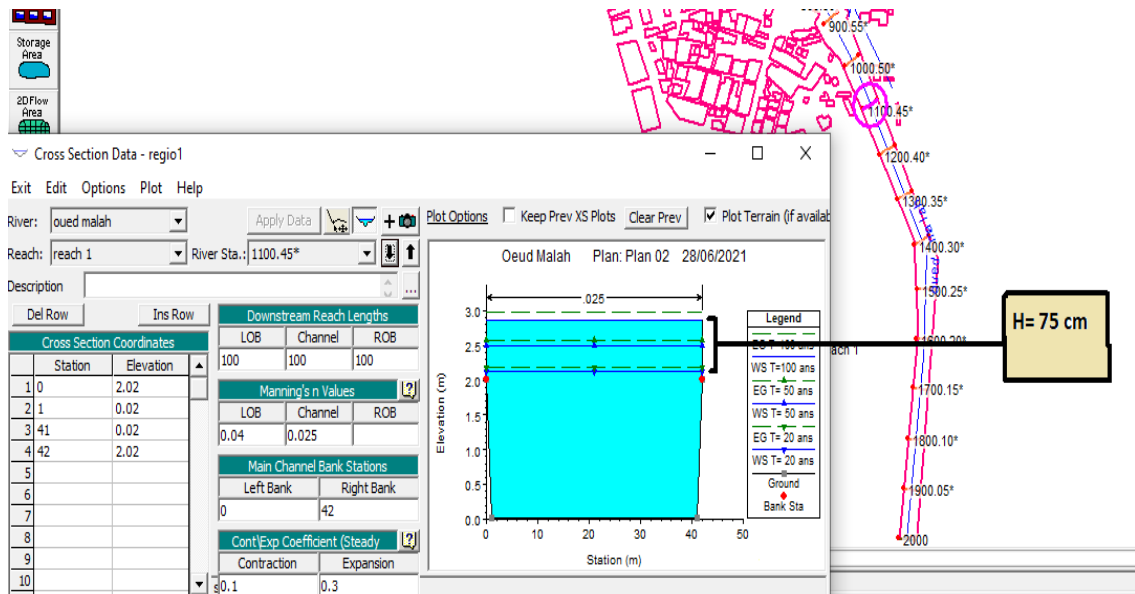 Storage
Area
2DFlow
Area
900.55*
1000.50*
1100.45*
1200.40*
1300.35*
1400.30*
1500.25*
1600.20*
1700.15*
1800.10*
1900.05*
2000
Cross Section Data - regio1
Exit Edit Options Plot Help
River: oued malah Apply Data + Plot Options Keep Prev XS Plots Clear Prev Plot Terrain (if availab
Reach: reach 1 River Sta.: 1100.45*
Description ...
Del Row Ins Row
Cross Section Coordinates
Station Elevation
1 0 2.02
2 1 0.02
3 41 0.02
4 42 2.02
5
6
7
8
9
10
Downstream Reach Lengths
LOB Channel ROB
100 100 100
Manning's n Values
LOB Channel ROB
0.04 0.025
Main Channel Bank Stations
Left Bank Right Bank
0 42
Cont\Exp Coefficient (Steady
Contraction Expansion
0.1 0.3
Oeud Malah Plan: Plan 02 28/06/2021
.025
3.0
2.5
2.0
1.5
1.0
0.5
0.0
0 10 20 30 40 50
Elevation (m)
Station (m)
Legend
WS T=100 ans
EG T= 50 ans
WS T= 50 ans
EG T= 20 ans
WS T= 20 ans
Ground
Bank Sta
H= 75 cm